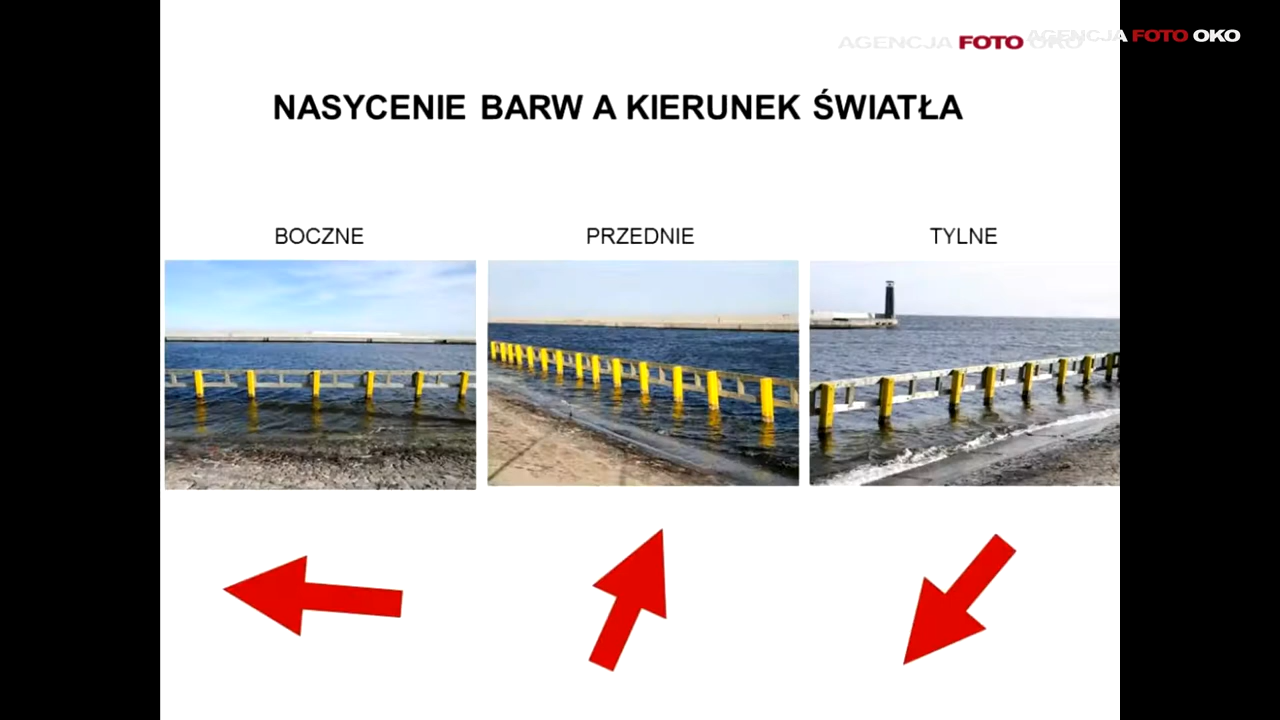 AGENCJA FOTO OKO
AGENCJA FOTO OKO
NASYCENIE BARW A KIERUNEK ŚWIATŁA
BOCZNE
PRZEDNIE
TYLNE